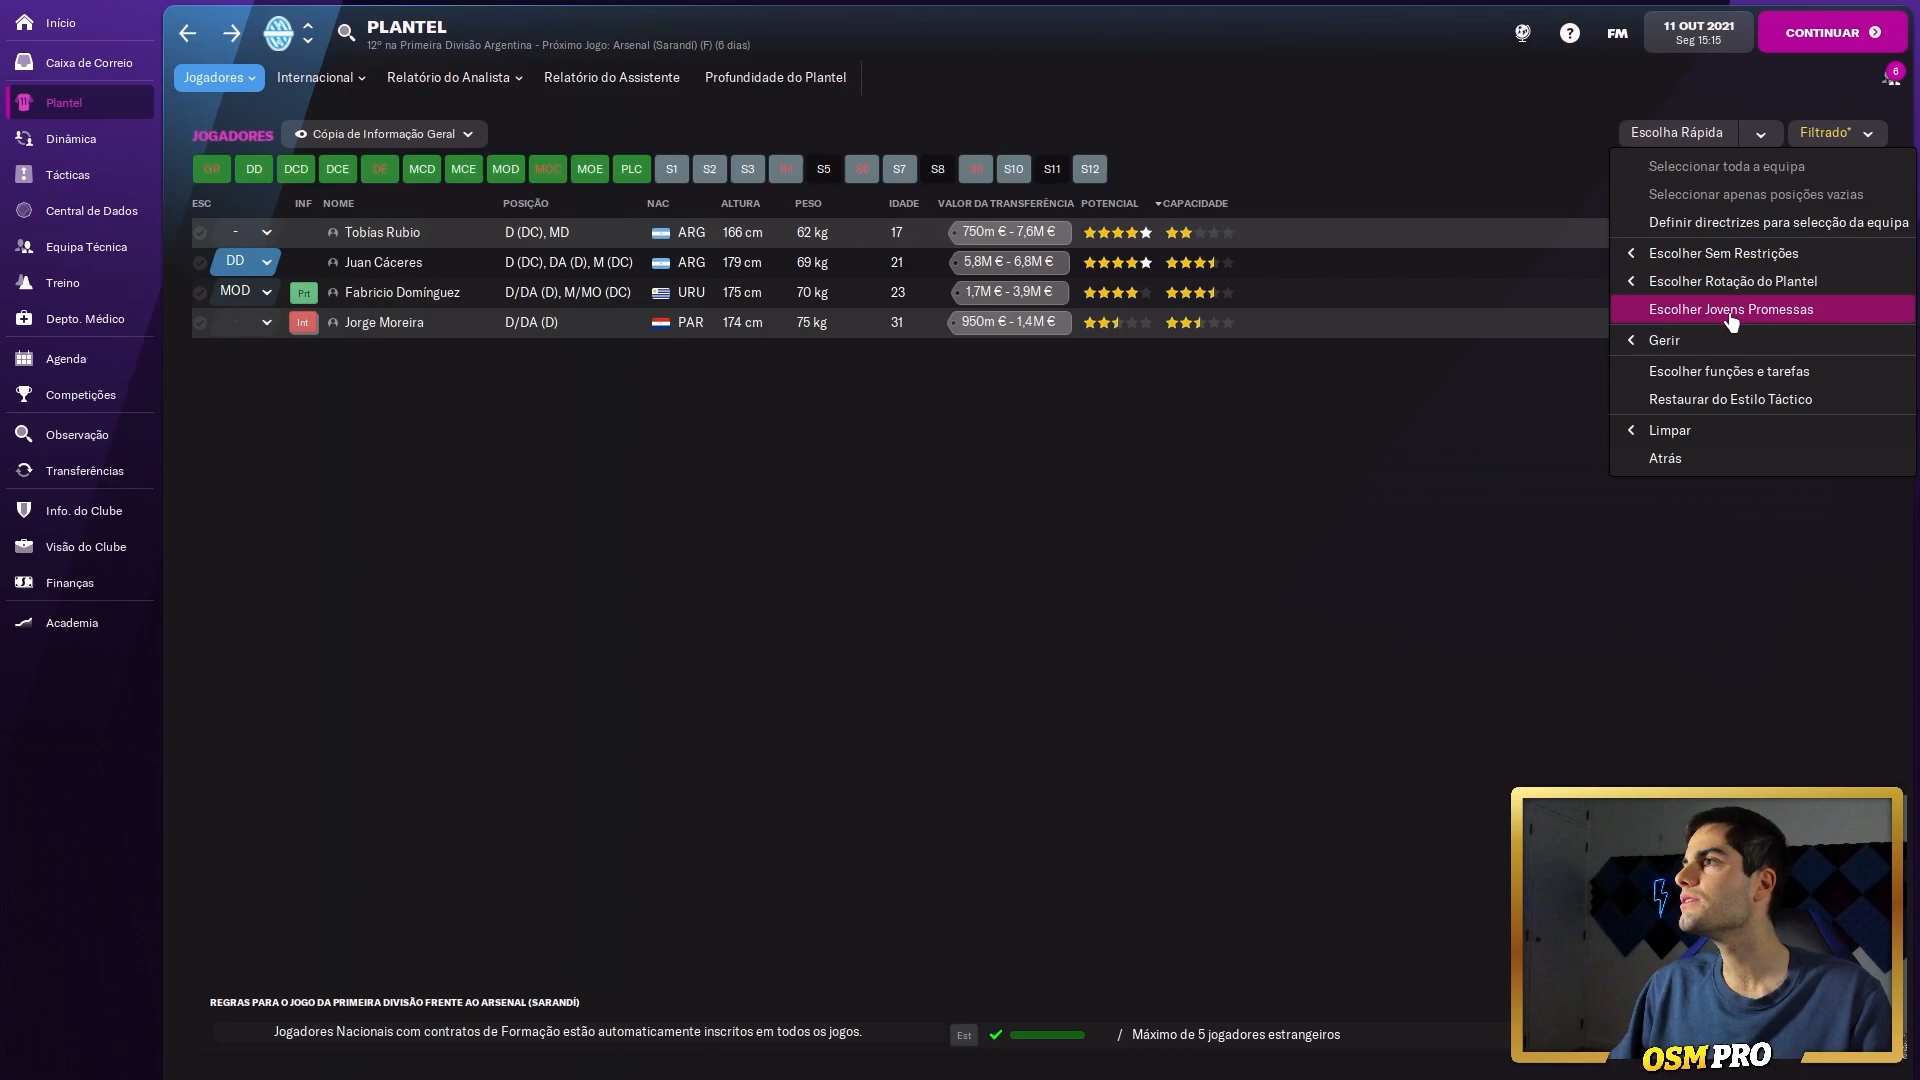 Início
Caixa de Correio
Plantel
Dinâmica
Tácticas
Central de Dados
Equipa Técnica
Treino
Depto. Médico
Agenda
Competições
Observação
Transferências
Info. do Clube
Visão do Clube
Finanças
Academia
PLANTEL
12º na Primeira Divisão Argentina - Próximo Jogo: Arsenal (Sarandí) (F) (6 dias)
FM
11 OUT 2021
Seg 15:15
CONTINUAR
Jogadores Internacional Relatório do Analista Relatório do Assistente Profundidade do Plantel
6
JOGADORES Cópia de Informação Geral Escolha Rápida Filtrado*
GR DD DCD DCE DE MCD MCE MOD MOC MOE PLC S1 S2 S3 S4 S5 S6 S7 S8 S9 S10 S11 S12
ESC INF NOME POSIÇÃO NAC ALTURA PESO IDADE VALOR DA TRANSFERÊNCIA POTENCIAL CAPACIDADE
- Tobías Rubio D (DC), MD ARG 166 cm 62 kg 17 750m € - 7,6M €
DD Juan Cáceres D (DC), DA (D), M (DC) ARG 179 cm 69 kg 21 5,8M € - 6,8M €
MOD Prt Fabricio Domínguez D/DA (D), M/MO (DC) URU 175 cm 70 kg 23 1,7M € - 3,9M €
- Int Jorge Moreira D/DA (D) PAR 174 cm 75 kg 31 950m € - 1,4M €
Seleccionar toda a equipa
Seleccionar apenas posições vazias
Definir directrizes para selecção da equipa
Escolher Sem Restrições
Escolher Rotação do Plantel
Escolher Jovens Promessas
Gerir
Escolher funções e tarefas
Restaurar do Estilo Táctico
Limpar
Atrás
REGRAS PARA O JOGO DA PRIMEIRA DIVISÃO FRENTE AO ARSENAL (SARANDÍ)
Jogadores Nacionais com contratos de Formação estão automaticamente inscritos em todos os jogos.
Est / Máximo de 5 jogadores estrangeiros
OSM PRO